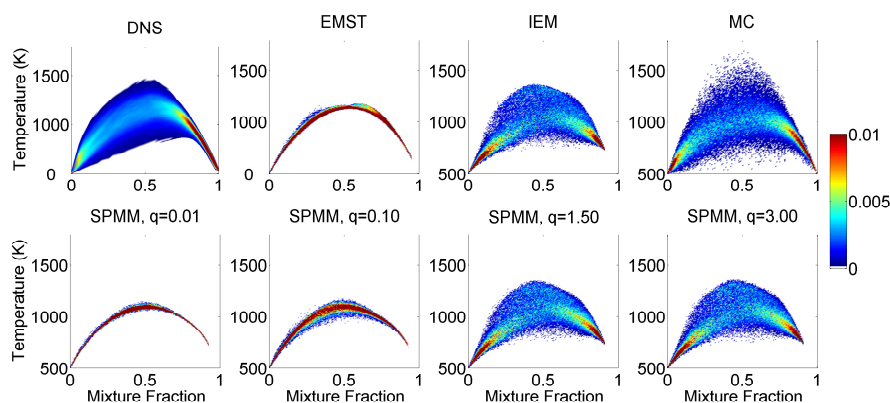 DNS EMST IEM MC
Temperature (K)
1500 1500 1500 1500
1000 1000 1000 1000
0 0 500 500
0 0.5 1 0 0.5 1 0 0.5 1 0 0.5 1
0.01
0.005
0
SPMM, q=0.01 SPMM, q=0.10 SPMM, q=1.50 SPMM, q=3.00
Temperature (K)
1500 1500 1500 1500
1000 1000 1000 1000
500 500 500 500
0 0.5 1 0 0.5 1 0 0.5 1 0 0.5 1
Mixture Fraction Mixture Fraction Mixture Fraction Mixture Fraction